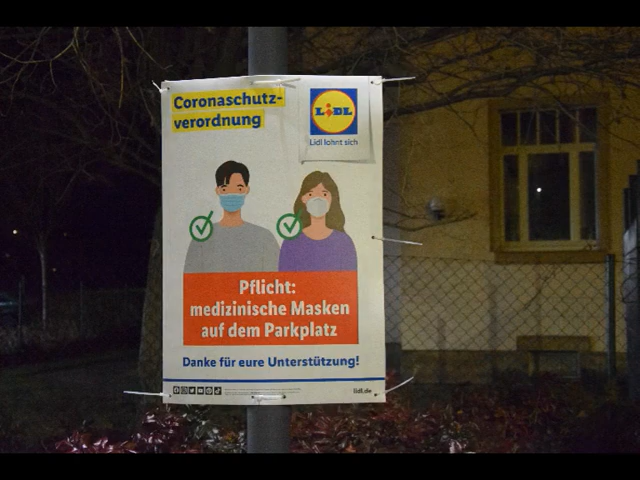 Coronaschutz-
verordnung
LIDL
Lidl lohnt sich
Pflicht:
medizinische Masken
auf dem Parkplatz
Danke für eure Unterstützung!
lidl.de